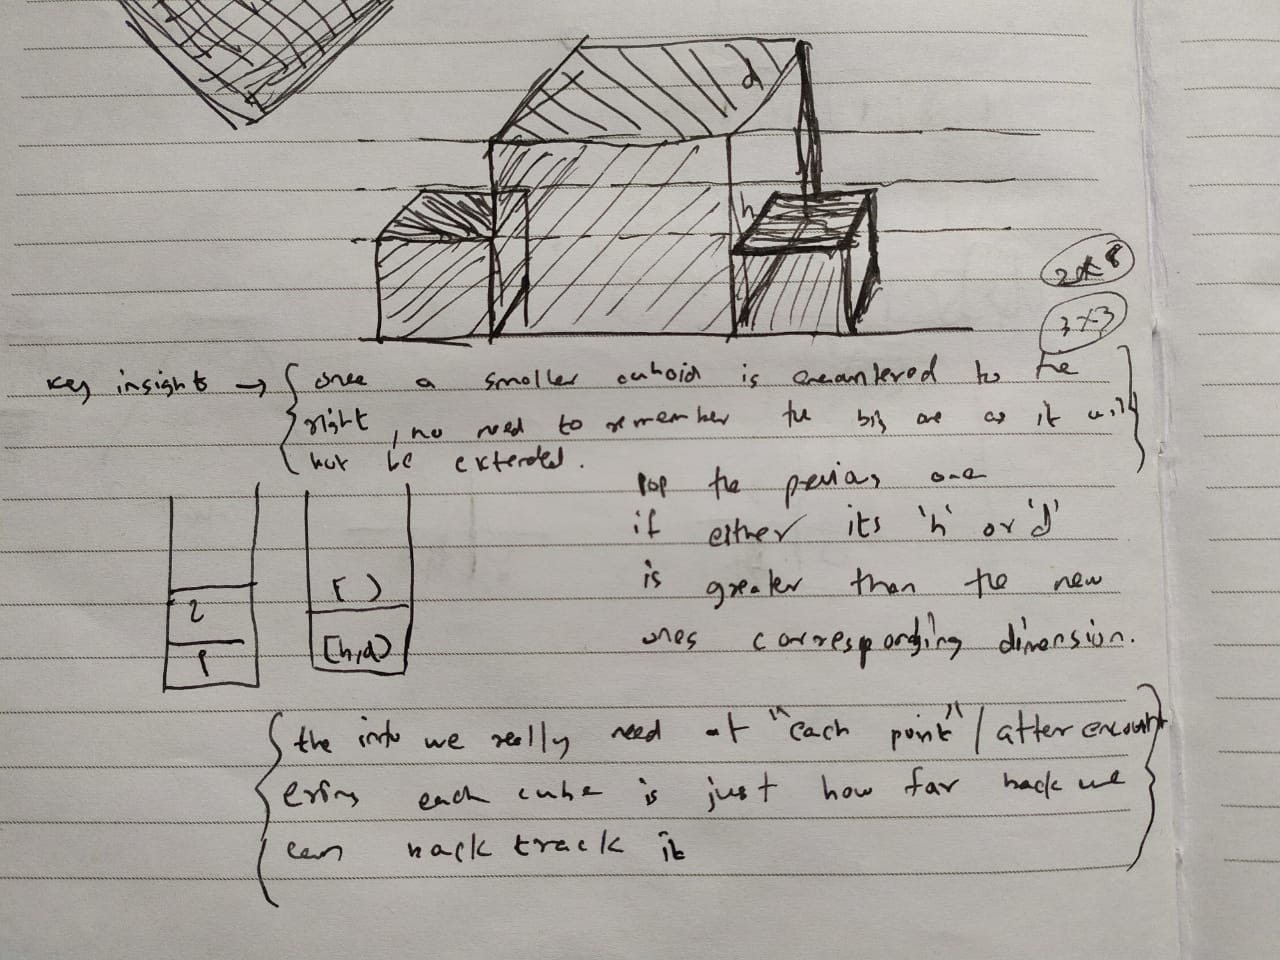 d
h
2x8
3x3
key insights → { once a smaller cuboid is encountered to the
right, no need to remember the big one as it will
not be extended. }
pop the previous one
if either its 'h' or 'd'
is greater than the new
ones corresponding dimension.
2
1
[ )
[h,d)
{ the info we really need at "each point" / after encount
ering each cube is just how far back we
can back track it }